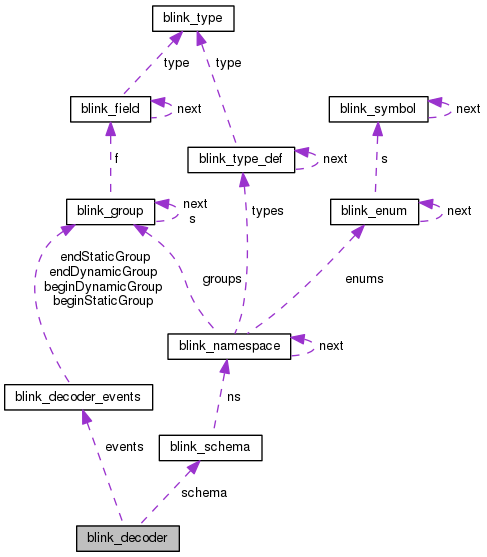 blink_type
type
type
blink_field
next
blink_symbol
next
f
blink_type_def
next
s
blink_group
next
s
types
blink_enum
next
endStaticGroup
endDynamicGroup
beginDynamicGroup
beginStaticGroup
groups
enums
blink_namespace
next
blink_decoder_events
ns
events
blink_schema
schema
blink_decoder